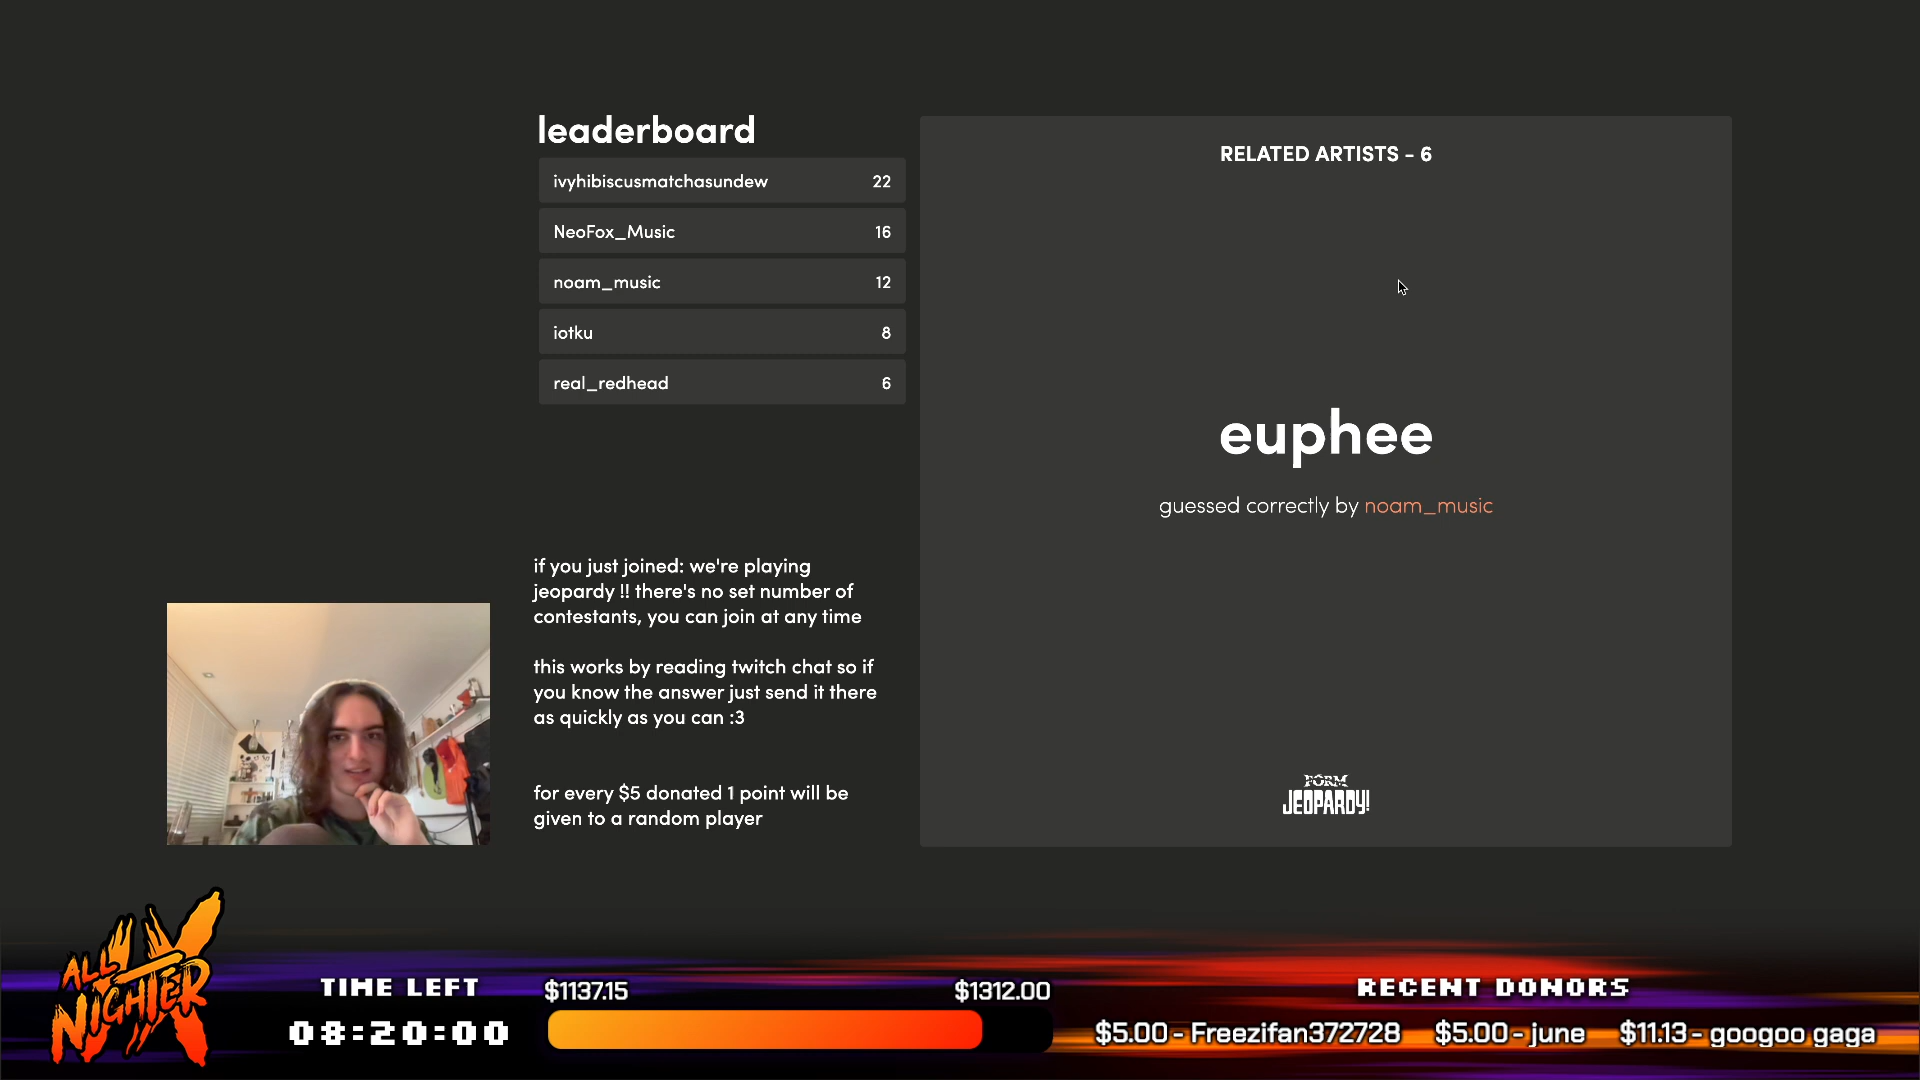 leaderboard
ivyhibiscusmatchasundew 22
NeoFox_Music 16
noam_music 12
iotku 8
real_redhead 6
RELATED ARTISTS - 6
euphee
guessed correctly by noam_music
FORM
JEOPARDY!
if you just joined: we're playing
jeopardy !! there's no set number of
contestants, you can join at any time
this works by reading twitch chat so if
you know the answer just send it there
as quickly as you can :3
for every $5 donated 1 point will be
given to a random player
ALL
NIGHTER
X
TIME LEFT
08:20:00
$1137.15
$1312.00
RECENT DONORS
$5.00 - Freezifan372728 $5.00 - june $11.13 - googoo gaga